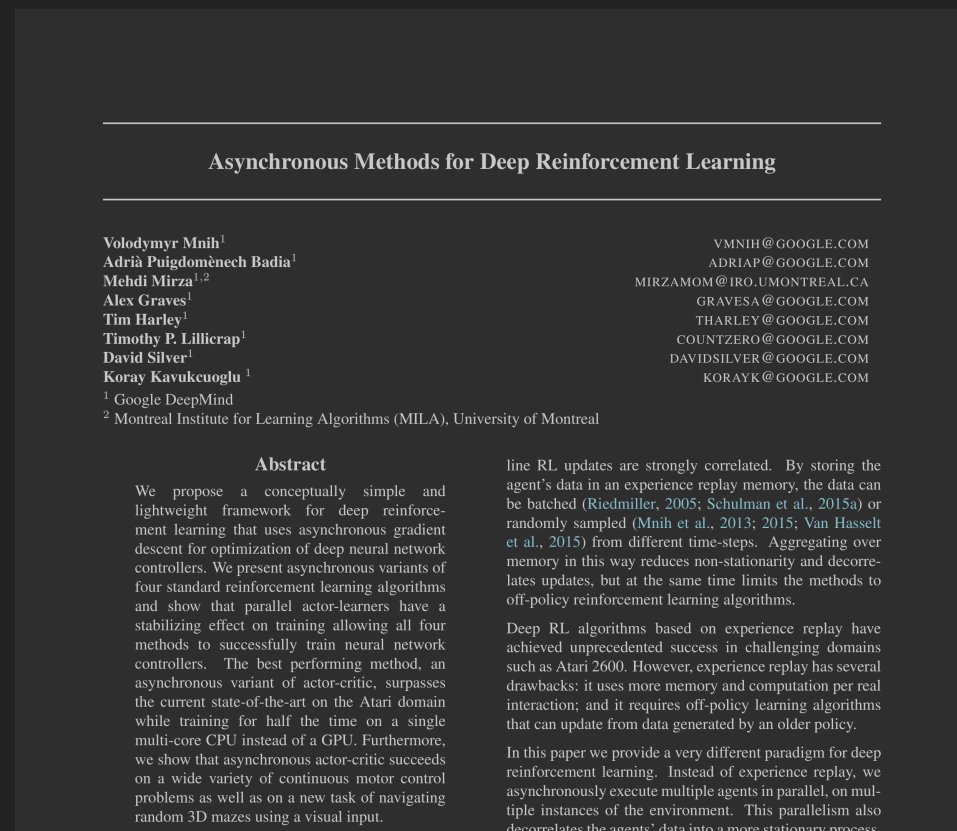 Asynchronous Methods for Deep Reinforcement Learning
Volodymyr Mnih¹ VMNIH@GOOGLE.COM
Adrià Puigdomènech Badia¹ ADRIAP@GOOGLE.COM
Mehdi Mirza¹,² MIRZAMOM@IRO.UMONTREAL.CA
Alex Graves¹ GRAVESA@GOOGLE.COM
Tim Harley¹ THARLEY@GOOGLE.COM
Timothy P. Lillicrap¹ COUNTZERO@GOOGLE.COM
David Silver¹ DAVIDSILVER@GOOGLE.COM
Koray Kavukcuoglu ¹ KORAYK@GOOGLE.COM
¹ Google DeepMind
² Montreal Institute for Learning Algorithms (MILA), University of Montreal
Abstract
We propose a conceptually simple and
lightweight framework for deep reinforce-
ment learning that uses asynchronous gradient
descent for optimization of deep neural network
controllers. We present asynchronous variants of
four standard reinforcement learning algorithms
and show that parallel actor-learners have a
stabilizing effect on training allowing all four
methods to successfully train neural network
controllers. The best performing method, an
asynchronous variant of actor-critic, surpasses
the current state-of-the-art on the Atari domain
while training for half the time on a single
multi-core CPU instead of a GPU. Furthermore,
we show that asynchronous actor-critic succeeds
on a wide variety of continuous motor control
problems as well as on a new task of navigating
random 3D mazes using a visual input.
line RL updates are strongly correlated. By storing the
agent's data in an experience replay memory, the data can
be batched (Riedmiller, 2005; Schulman et al., 2015a) or
randomly sampled (Mnih et al., 2013; 2015; Van Hasselt
et al., 2015) from different time-steps. Aggregating over
memory in this way reduces non-stationarity and decorre-
lates updates, but at the same time limits the methods to
off-policy reinforcement learning algorithms.
Deep RL algorithms based on experience replay have
achieved unprecedented success in challenging domains
such as Atari 2600. However, experience replay has several
drawbacks: it uses more memory and computation per real
interaction; and it requires off-policy learning algorithms
that can update from data generated by an older policy.
In this paper we provide a very different paradigm for deep
reinforcement learning. Instead of experience replay, we
asynchronously execute multiple agents in parallel, on mul-
tiple instances of the environment. This parallelism also
decorrelates the agents' data into a more stationary process,